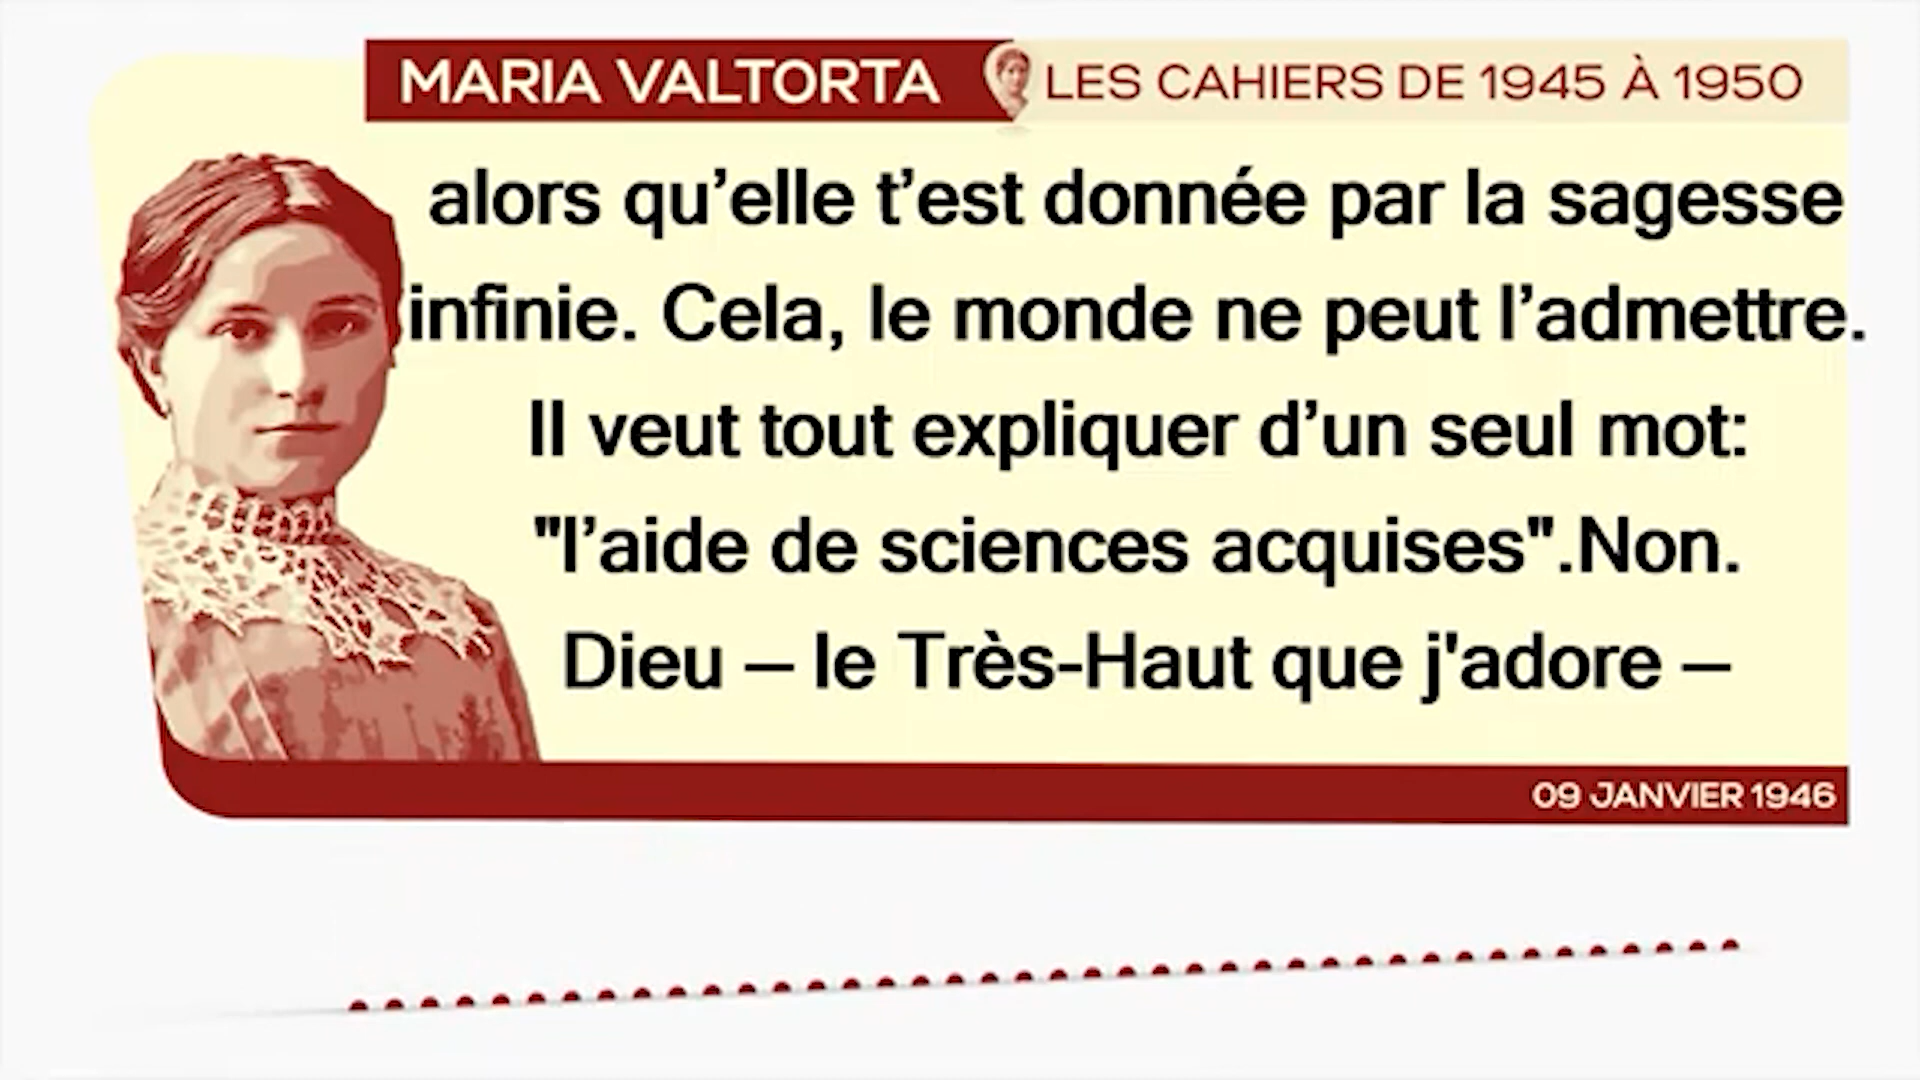 MARIA VALTORTA LES CAHIERS DE 1945 À 1950
alors qu’elle t’est donnée par la sagesse
infinie. Cela, le monde ne peut l’admettre.
Il veut tout expliquer d’un seul mot:
"l’aide de sciences acquises".Non.
Dieu – le Très-Haut que j'adore –
09 JANVIER 1946